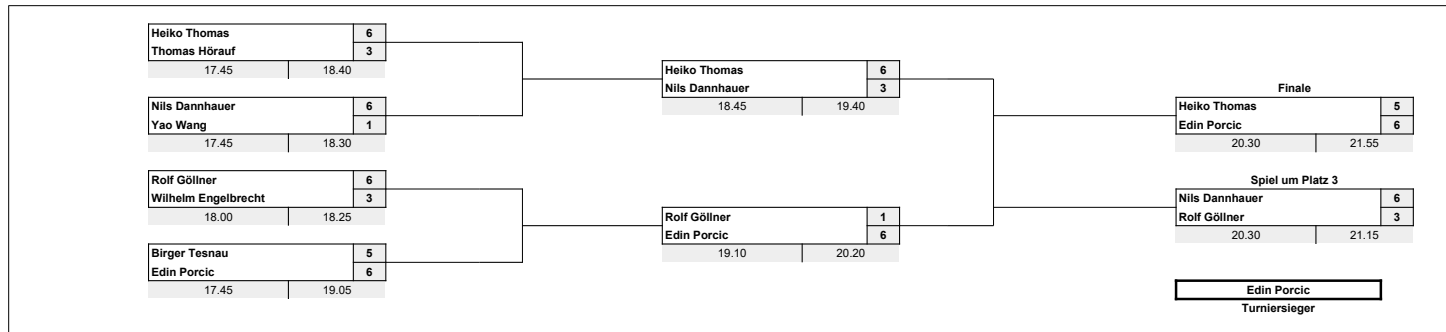 Heiko Thomas 6
Thomas Hörauf 3
17.45 18.40
Nils Dannhauer 6
Yao Wang 1
17.45 18.30
Rolf Göllner 6
Wilhelm Engelbrecht 3
18.00 18.25
Birger Tesnau 5
Edin Porcic 6
17.45 19.05
Heiko Thomas 6
Nils Dannhauer 3
18.45 19.40
Rolf Göllner 1
Edin Porcic 6
19.10 20.20
Finale
Heiko Thomas 5
Edin Porcic 6
20.30 21.55
Spiel um Platz 3
Nils Dannhauer 6
Rolf Göllner 3
20.30 21.15
Edin Porcic
Turniersieger